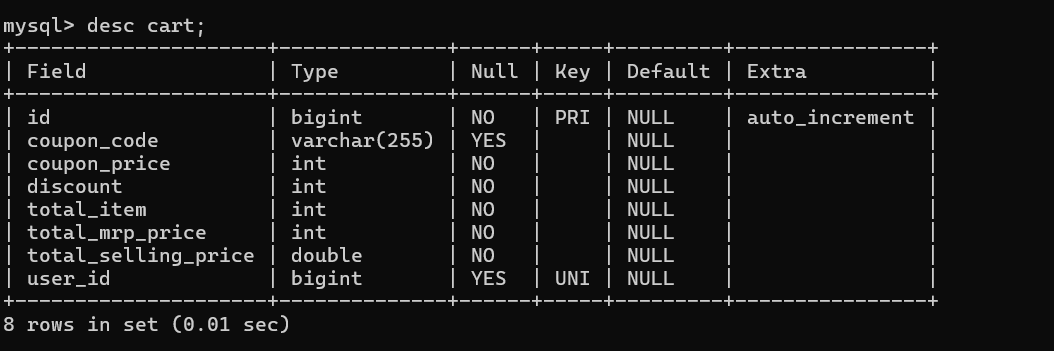 mysql> desc cart;
+---------------------+--------------+------+-----+---------+----------------+
| Field               | Type         | Null | Key | Default | Extra          |
+---------------------+--------------+------+-----+---------+----------------+
| id                  | bigint       | NO   | PRI | NULL    | auto_increment |
| coupon_code         | varchar(255) | YES  |     | NULL    |                |
| coupon_price        | int          | NO   |     | NULL    |                |
| discount            | int          | NO   |     | NULL    |                |
| total_item          | int          | NO   |     | NULL    |                |
| total_mrp_price     | int          | NO   |     | NULL    |                |
| total_selling_price | double       | NO   |     | NULL    |                |
| user_id             | bigint       | YES  | UNI | NULL    |                |
+---------------------+--------------+------+-----+---------+----------------+
8 rows in set (0.01 sec)